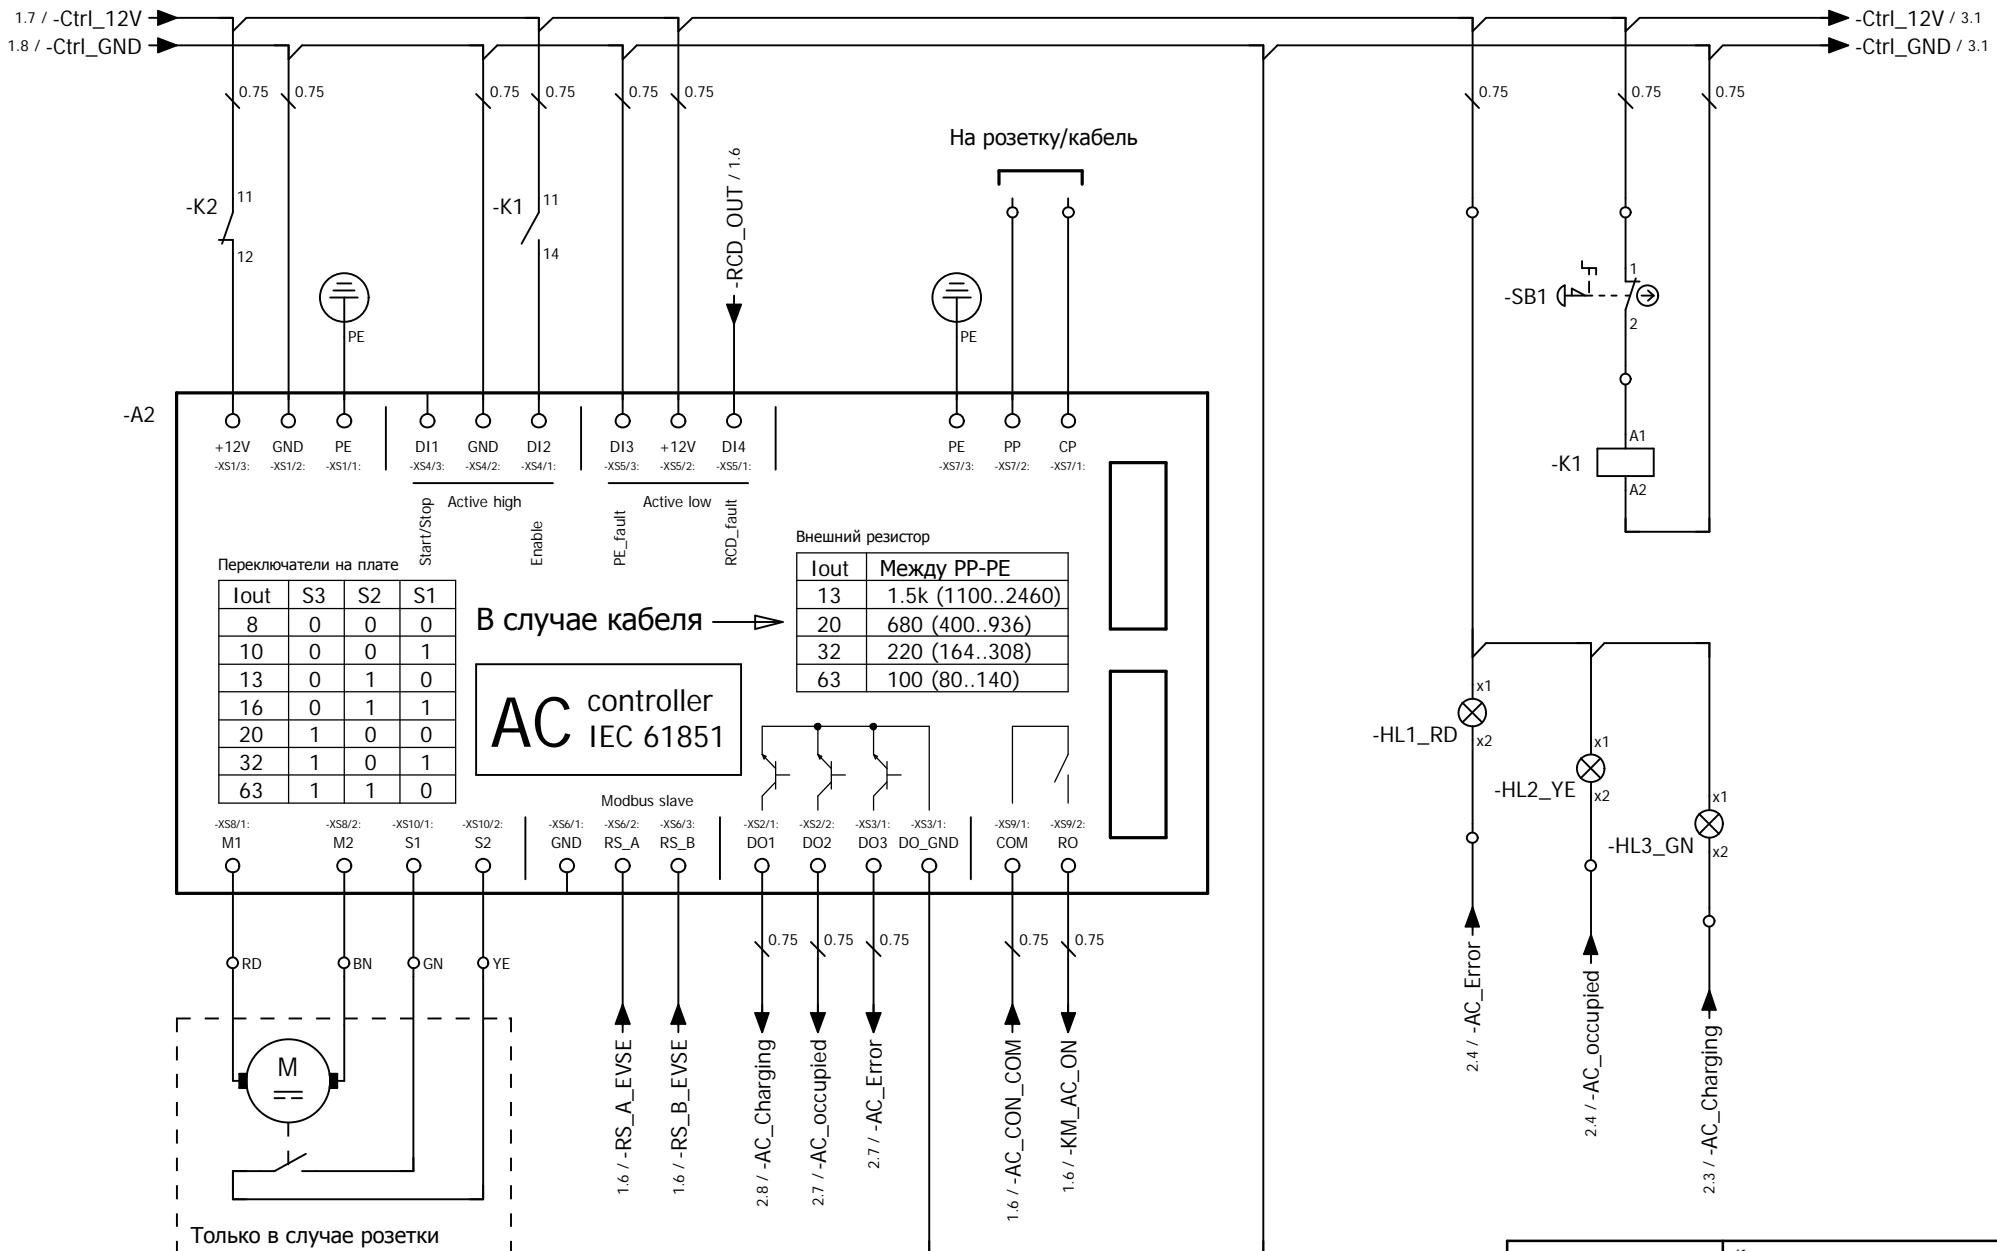 1.7 / -Ctrl_12V
-Ctrl_12V / 3.1
1.8 / -Ctrl_GND
-Ctrl_GND / 3.1
0.75 0.75 0.75 0.75 0.75 0.75 0.75 0.75 0.75
На розетку/кабель
-RCD_OUT / 1.6
-K2 11
12
-K1 11
14
PE
PE
-SB1
1
2
-A2
+12V GND PE DI1 GND DI2 DI3 +12V DI4 PE PP CP
-XS1/3: -XS1/2: -XS1/1: -XS4/3: -XS4/2: -XS4/1: -XS5/3: -XS5/2: -XS5/1: -XS7/3: -XS7/2: -XS7/1:
-K1
A1
A2
Start/Stop
Active high
Enable
PE_fault
Active low
RCD_fault
Переключатели на плате
Iout S3 S2 S1
8 0 0 0
10 0 0 1
13 0 1 0
16 0 1 1
20 1 0 0
32 1 0 1
63 1 1 0
В случае кабеля
Внешний резистор
Iout Между PP-PE
13 1.5k (1100..2460)
20 680 (400..936)
32 220 (164..308)
63 100 (80..140)
AC controller
IEC 61851
Modbus slave
-HL1_RD
x1
x2
-HL2_YE
x1
x2
-HL3_GN
x1
x2
-XS8/1: -XS8/2: -XS10/1: -XS10/2: -XS6/1: -XS6/2: -XS6/3: -XS2/1: -XS2/2: -XS3/1: -XS3/1: -XS9/1: -XS9/2:
M1 M2 S1 S2 GND RS_A RS_B DO1 DO2 DO3 DO_GND COM RO
0.75 0.75 0.75 0.75 0.75
RD BN GN YE
M
1.6 / -RS_A_EVSE
1.6 / -RS_B_EVSE
2.8 / -AC_Charging
2.7 / -AC_occupied
2.7 / -AC_Error
1.6 / -AC_CON_COM
1.6 / -KM_AC_ON
2.4 / -AC_Error
2.4 / -AC_occupied
2.3 / -AC_Charging
Только в случае розетки